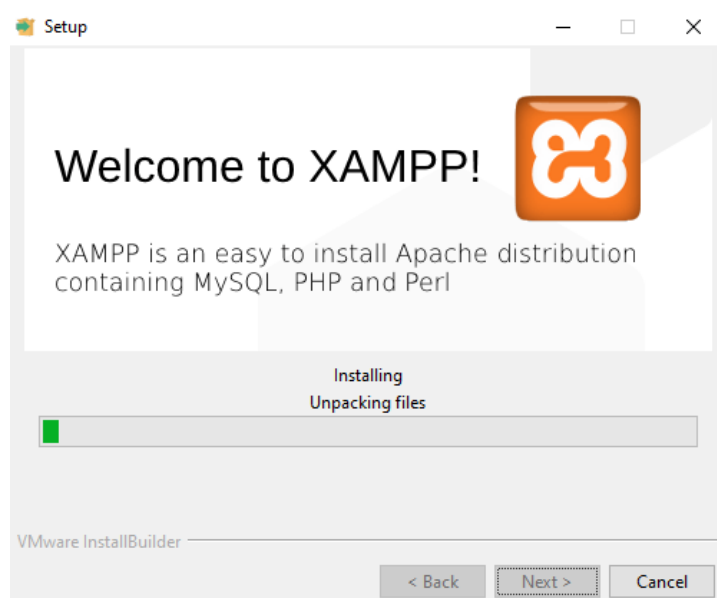 Setup
Welcome to XAMPP!
XAMPP is an easy to install Apache distribution
containing MySQL, PHP and Perl
Installing
Unpacking files
VMware InstallBuilder
< Back Next > Cancel